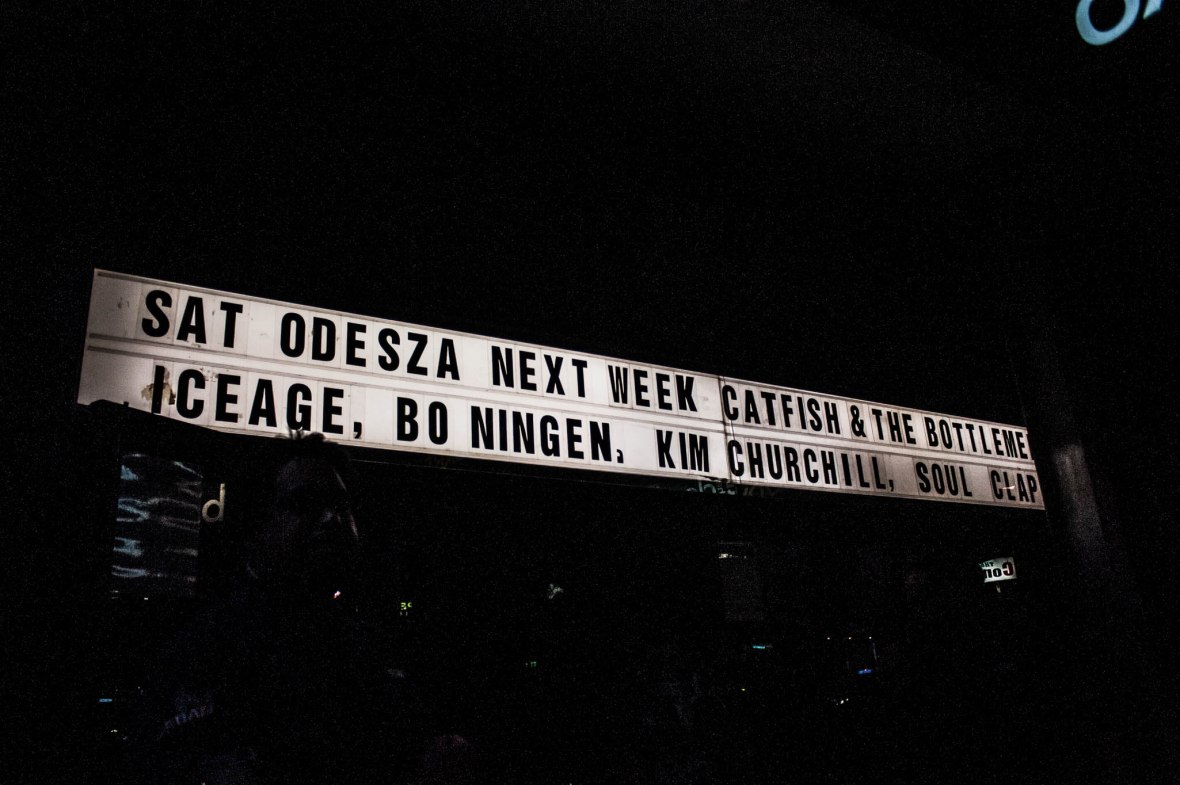 SAT ODESZA NEXT WEEK CATFISH & THE BOTTLEME
ICEAGE, BO NINGEN, KIM CHURCHILL, SOUL CLAP